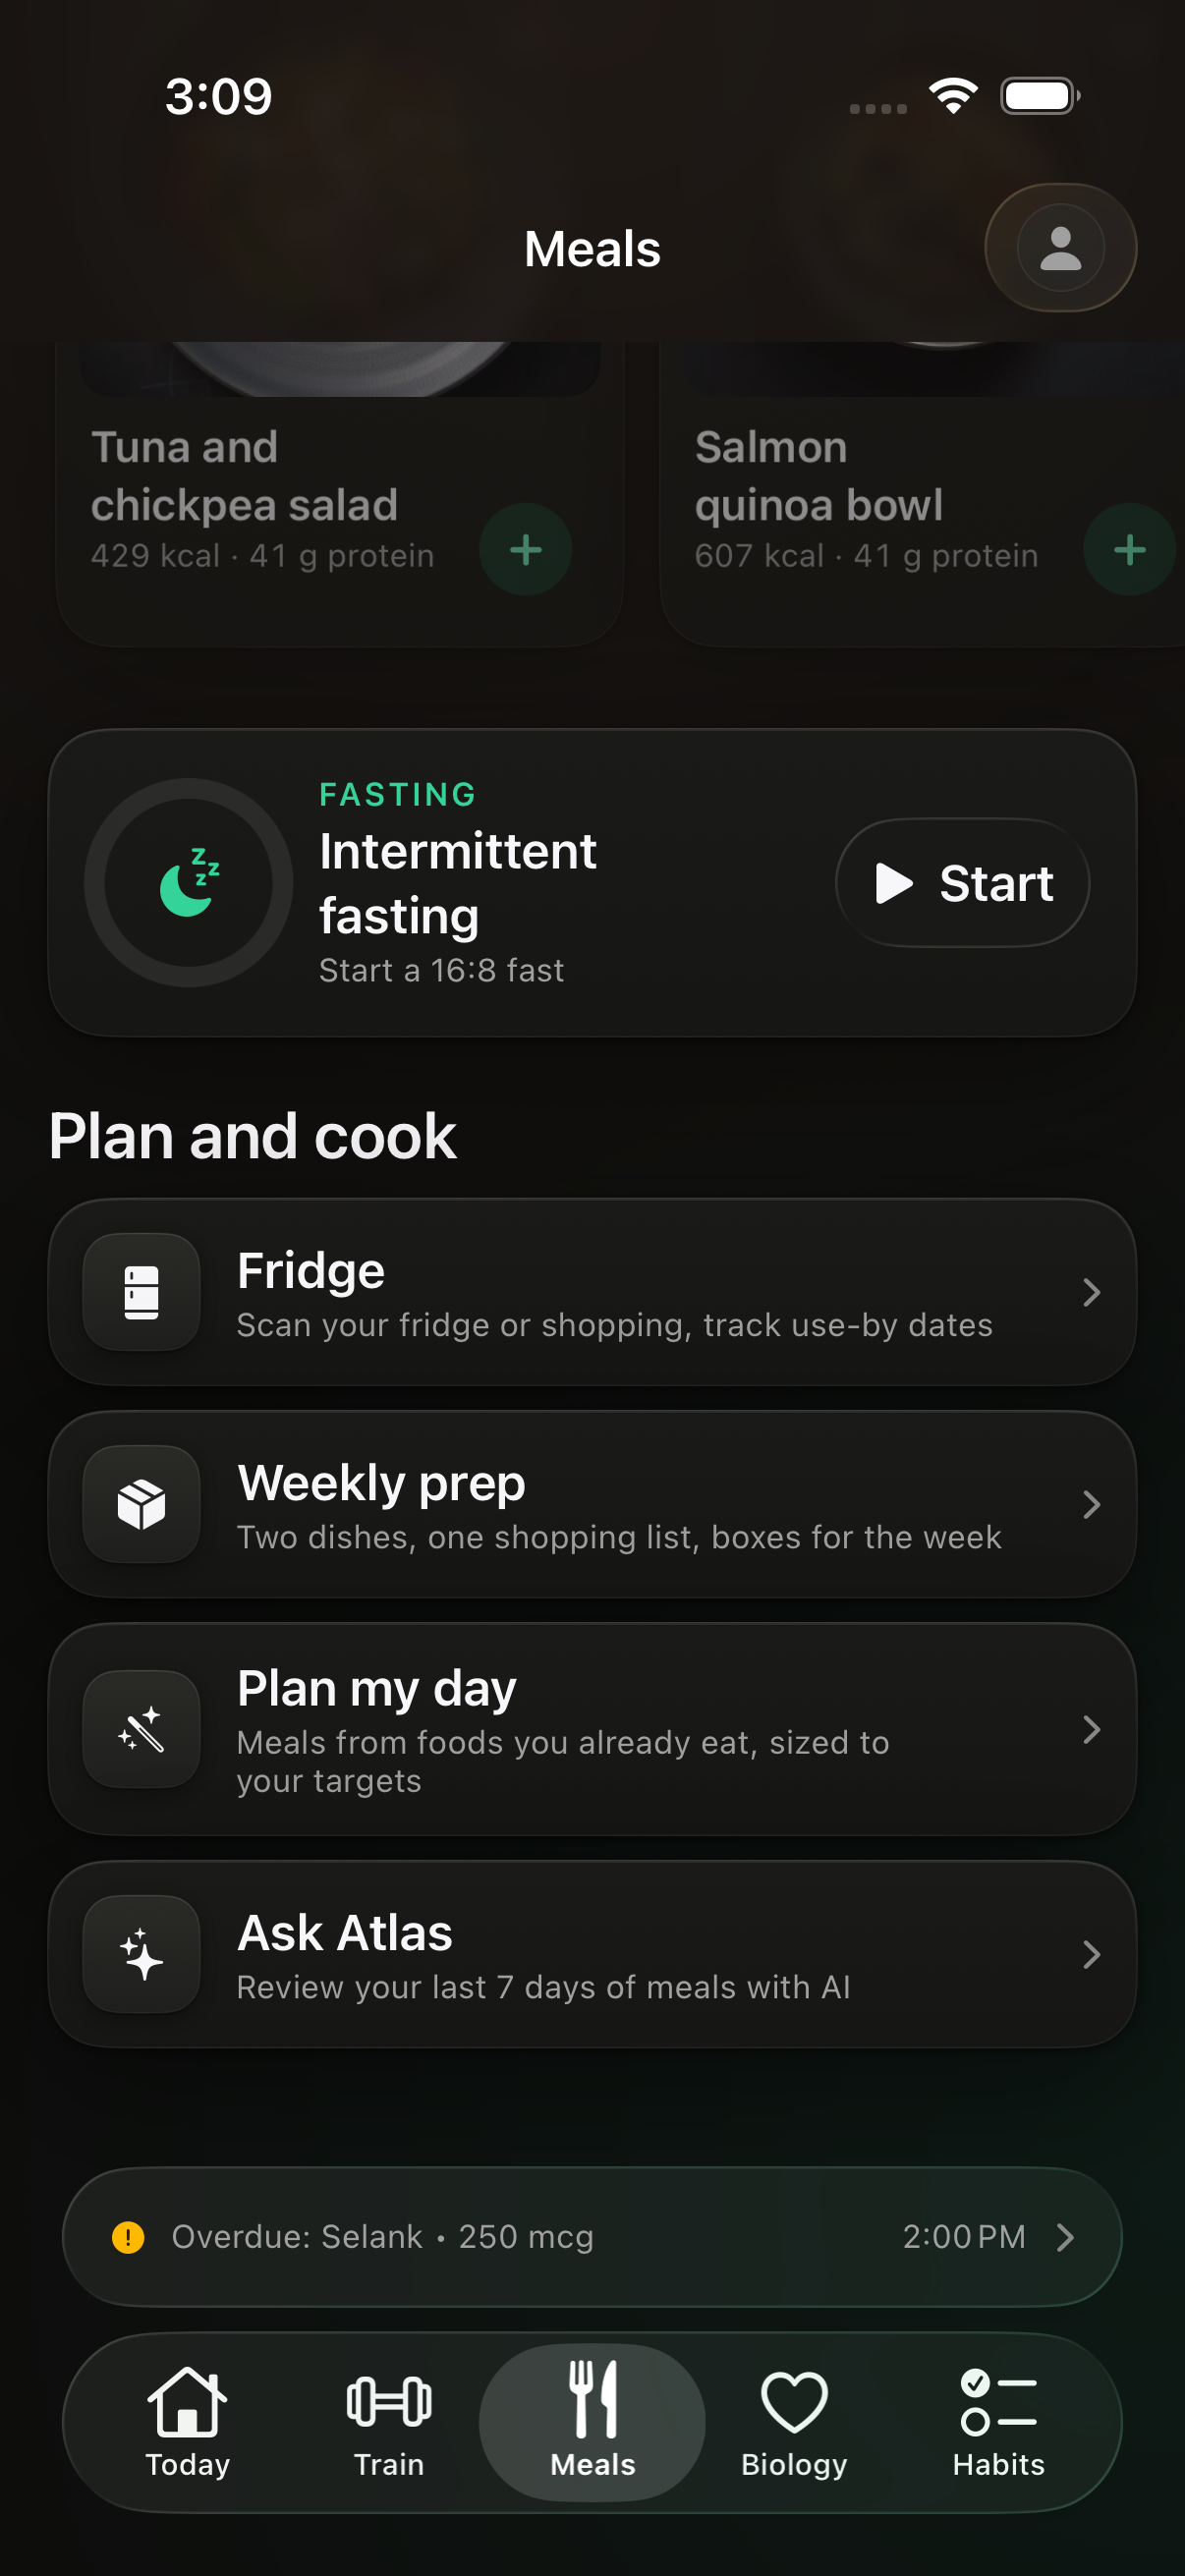 3:09
Meals
Tuna and
chickpea salad
429 kcal · 41 g protein
Salmon
quinoa bowl
607 kcal · 41 g protein
FASTING
Intermittent
fasting
Start a 16:8 fast
Start
Plan and cook
Fridge
Scan your fridge or shopping, track use-by dates
Weekly prep
Two dishes, one shopping list, boxes for the week
Plan my day
Meals from foods you already eat, sized to
your targets
Ask Atlas
Review your last 7 days of meals with AI
Overdue: Selank • 250 mcg
2:00 PM
Today
Train
Meals
Biology
Habits